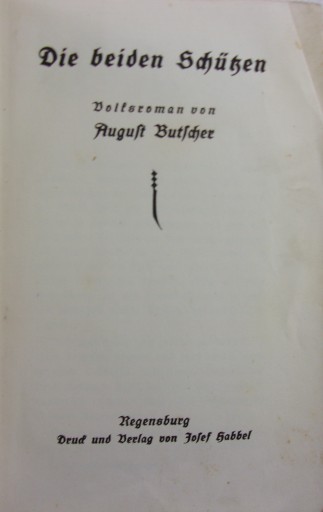 Die beiden Schützen
Volksroman von
August Butscher
Regensburg
Druck und Verlag von Josef Habbel